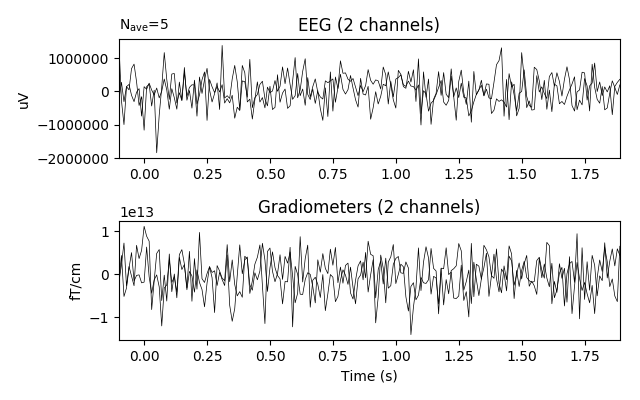 N_ave=5 EEG (2 channels)
1000000
0
−1000000
−2000000
uV
0.00 0.25 0.50 0.75 1.00 1.25 1.50 1.75
1e13 Gradiometers (2 channels)
1
0
−1
fT/cm
0.00 0.25 0.50 0.75 1.00 1.25 1.50 1.75
Time (s)